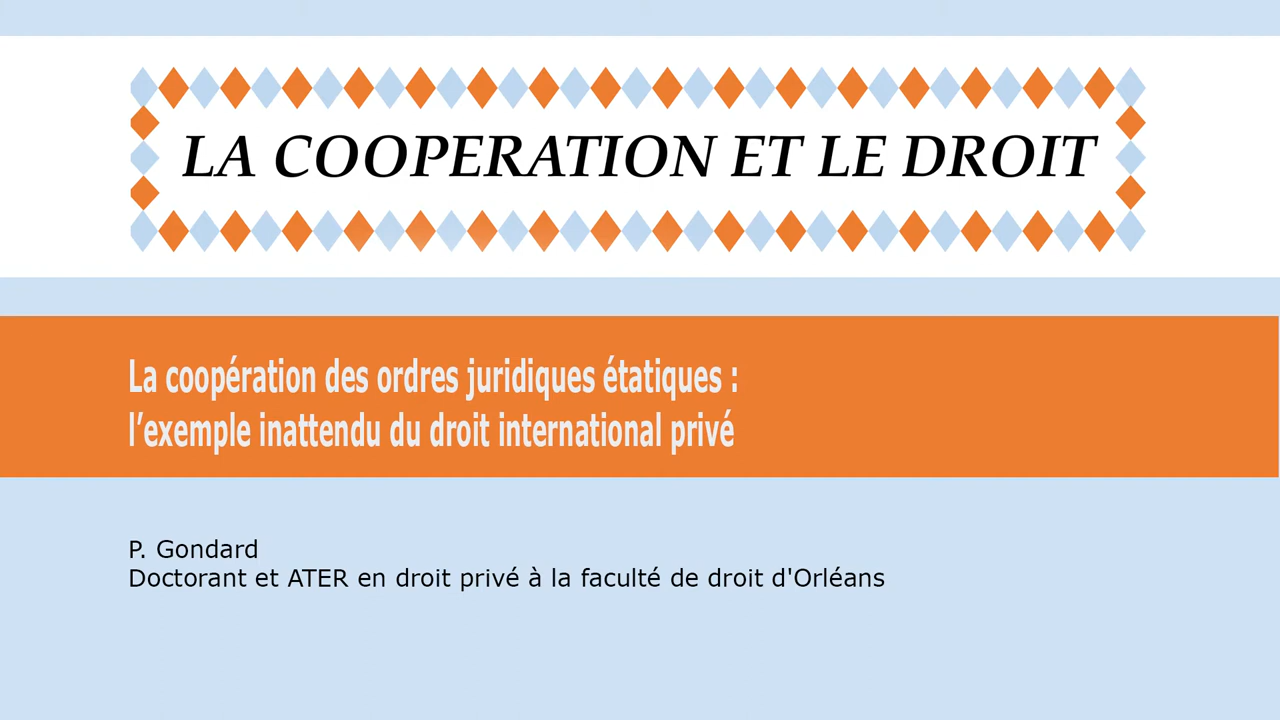 LA COOPERATION ET LE DROIT
La coopération des ordres juridiques étatiques :
l’exemple inattendu du droit international privé
P. Gondard
Doctorant et ATER en droit privé à la faculté de droit d'Orléans